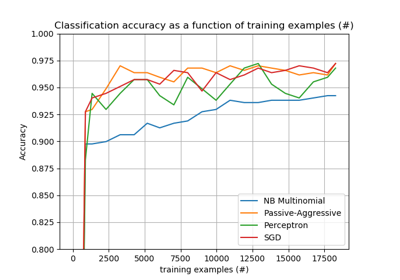 Classification accuracy as a function of training examples (#)
1.000
0.975
0.950
0.925
0.900
0.875
0.850
0.825
0.800
Accuracy
NB Multinomial
Passive-Aggressive
Perceptron
SGD
0 2500 5000 7500 10000 12500 15000 17500
training examples (#)